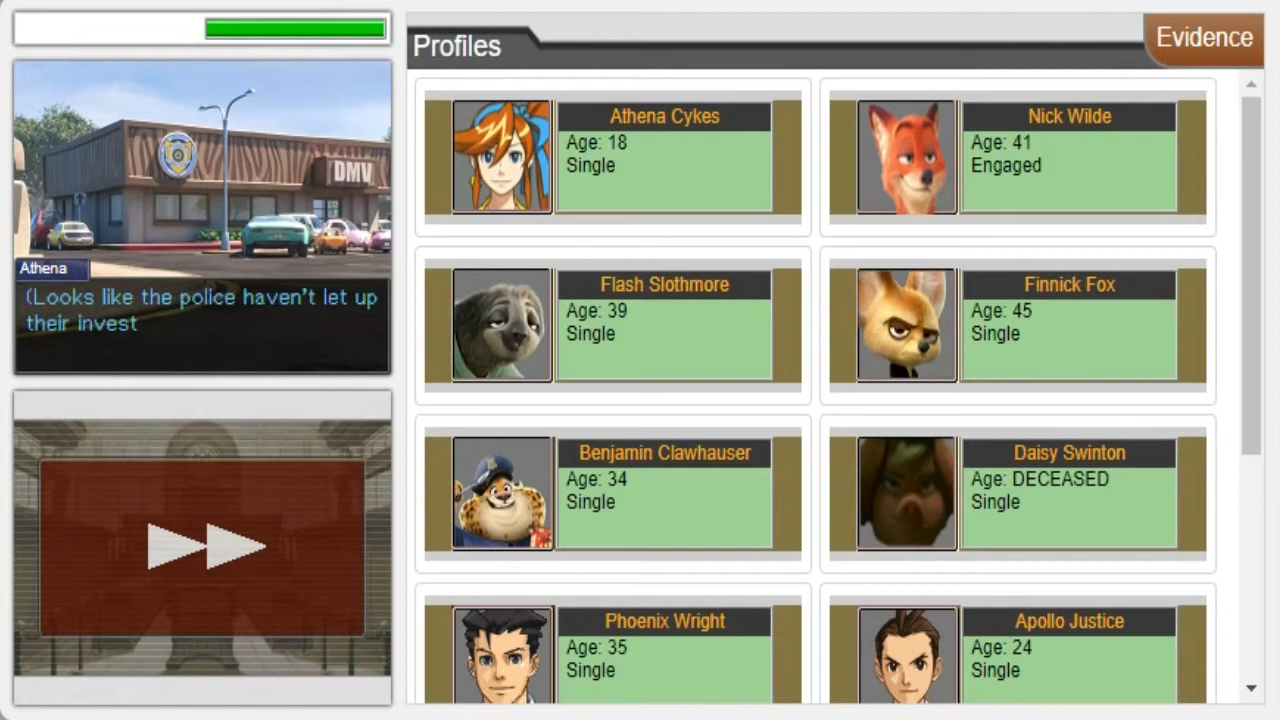 Profiles
Evidence
DMV
Athena
(Looks like the police haven't let up
their invest
Athena Cykes
Age: 18
Single
Nick Wilde
Age: 41
Engaged
Flash Slothmore
Age: 39
Single
Finnick Fox
Age: 45
Single
Benjamin Clawhauser
Age: 34
Single
Daisy Swinton
Age: DECEASED
Single
Phoenix Wright
Age: 35
Single
Apollo Justice
Age: 24
Single